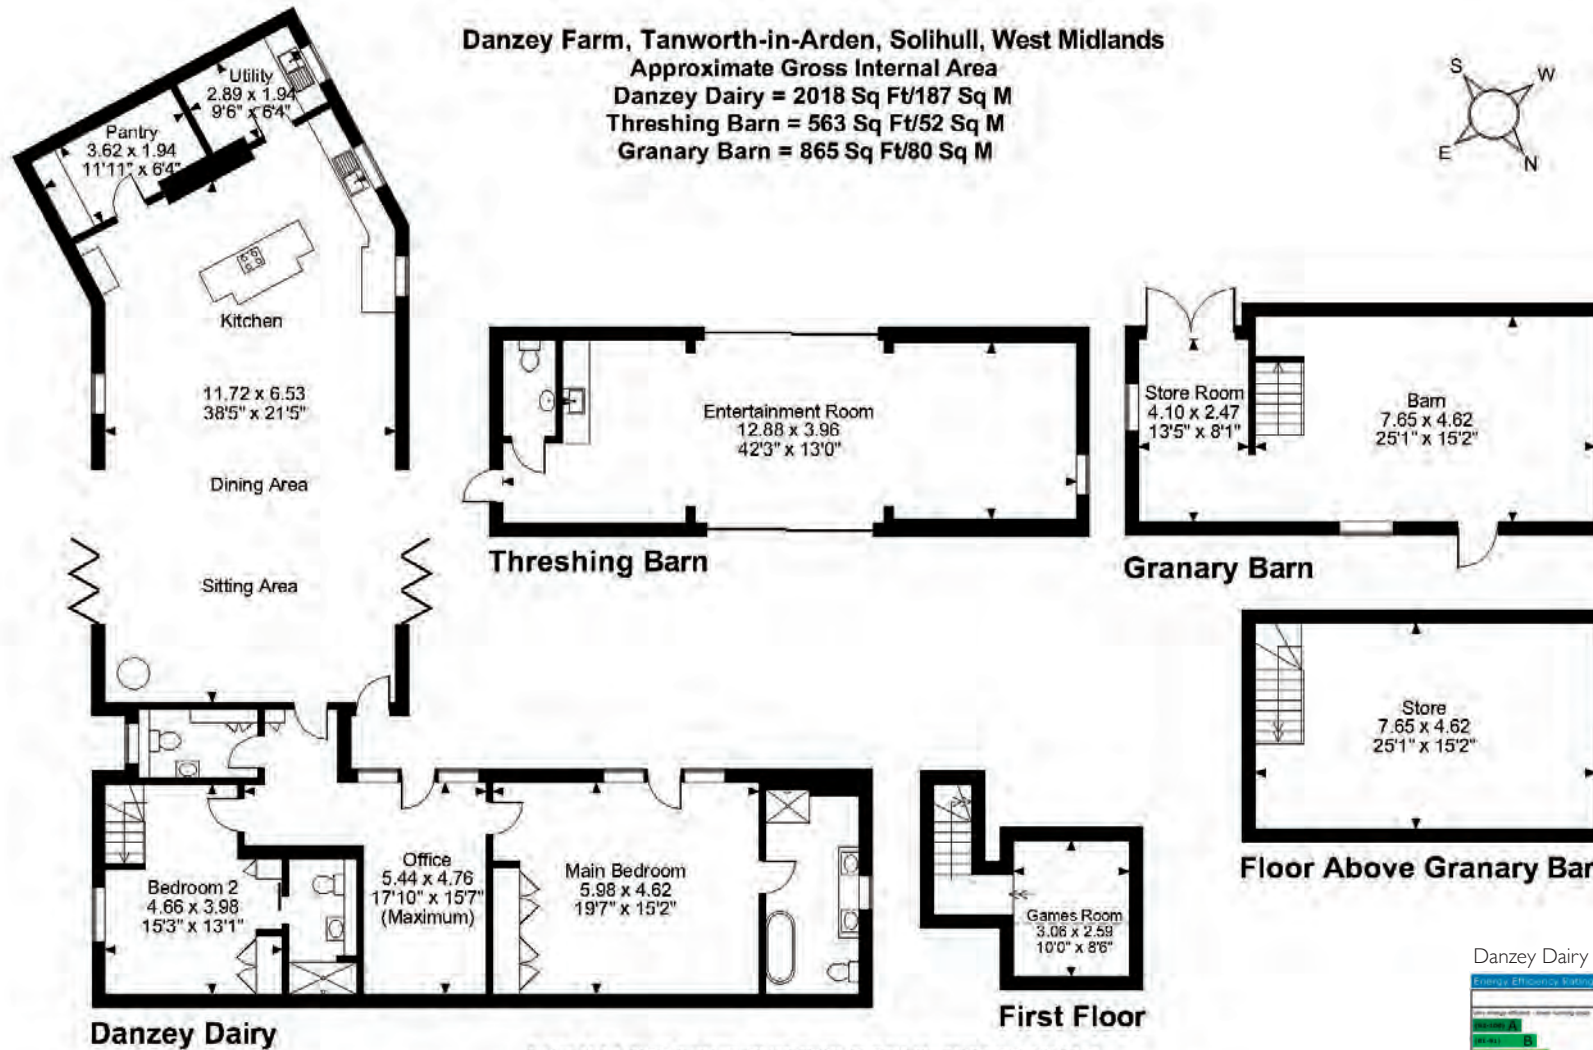 Danzey Farm, Tanworth-in-Arden, Solihull, West Midlands
Approximate Gross Internal Area
Danzey Dairy = 2018 Sq Ft/187 Sq M
Threshing Barn = 563 Sq Ft/52 Sq M
Granary Barn = 865 Sq Ft/80 Sq M
S
W
E
N
Utility
2.89 x 1.94
9'6" x 6'4"
Pantry
3.62 x 1.94
11'11" x 6'4"
Kitchen
11.72 x 6.53
38'5" x 21'5"
Dining Area
Sitting Area
Entertainment Room
12.88 x 3.96
42'3" x 13'0"
Threshing Barn
Store Room
4.10 x 2.47
13'5" x 8'1"
Barn
7.65 x 4.62
25'1" x 15'2"
Granary Barn
Store
7.65 x 4.62
25'1" x 15'2"
Floor Above Granary Bar
Bedroom 2
4.66 x 3.98
15'3" x 13'1"
Office
5.44 x 4.76
17'10" x 15'7"
(Maximum)
Main Bedroom
5.98 x 4.62
19'7" x 15'2"
Games Room
3.06 x 2.59
10'0" x 8'6"
First Floor
Danzey Dairy
Danzey Dairy
Energy Efficiency Rating
A
B